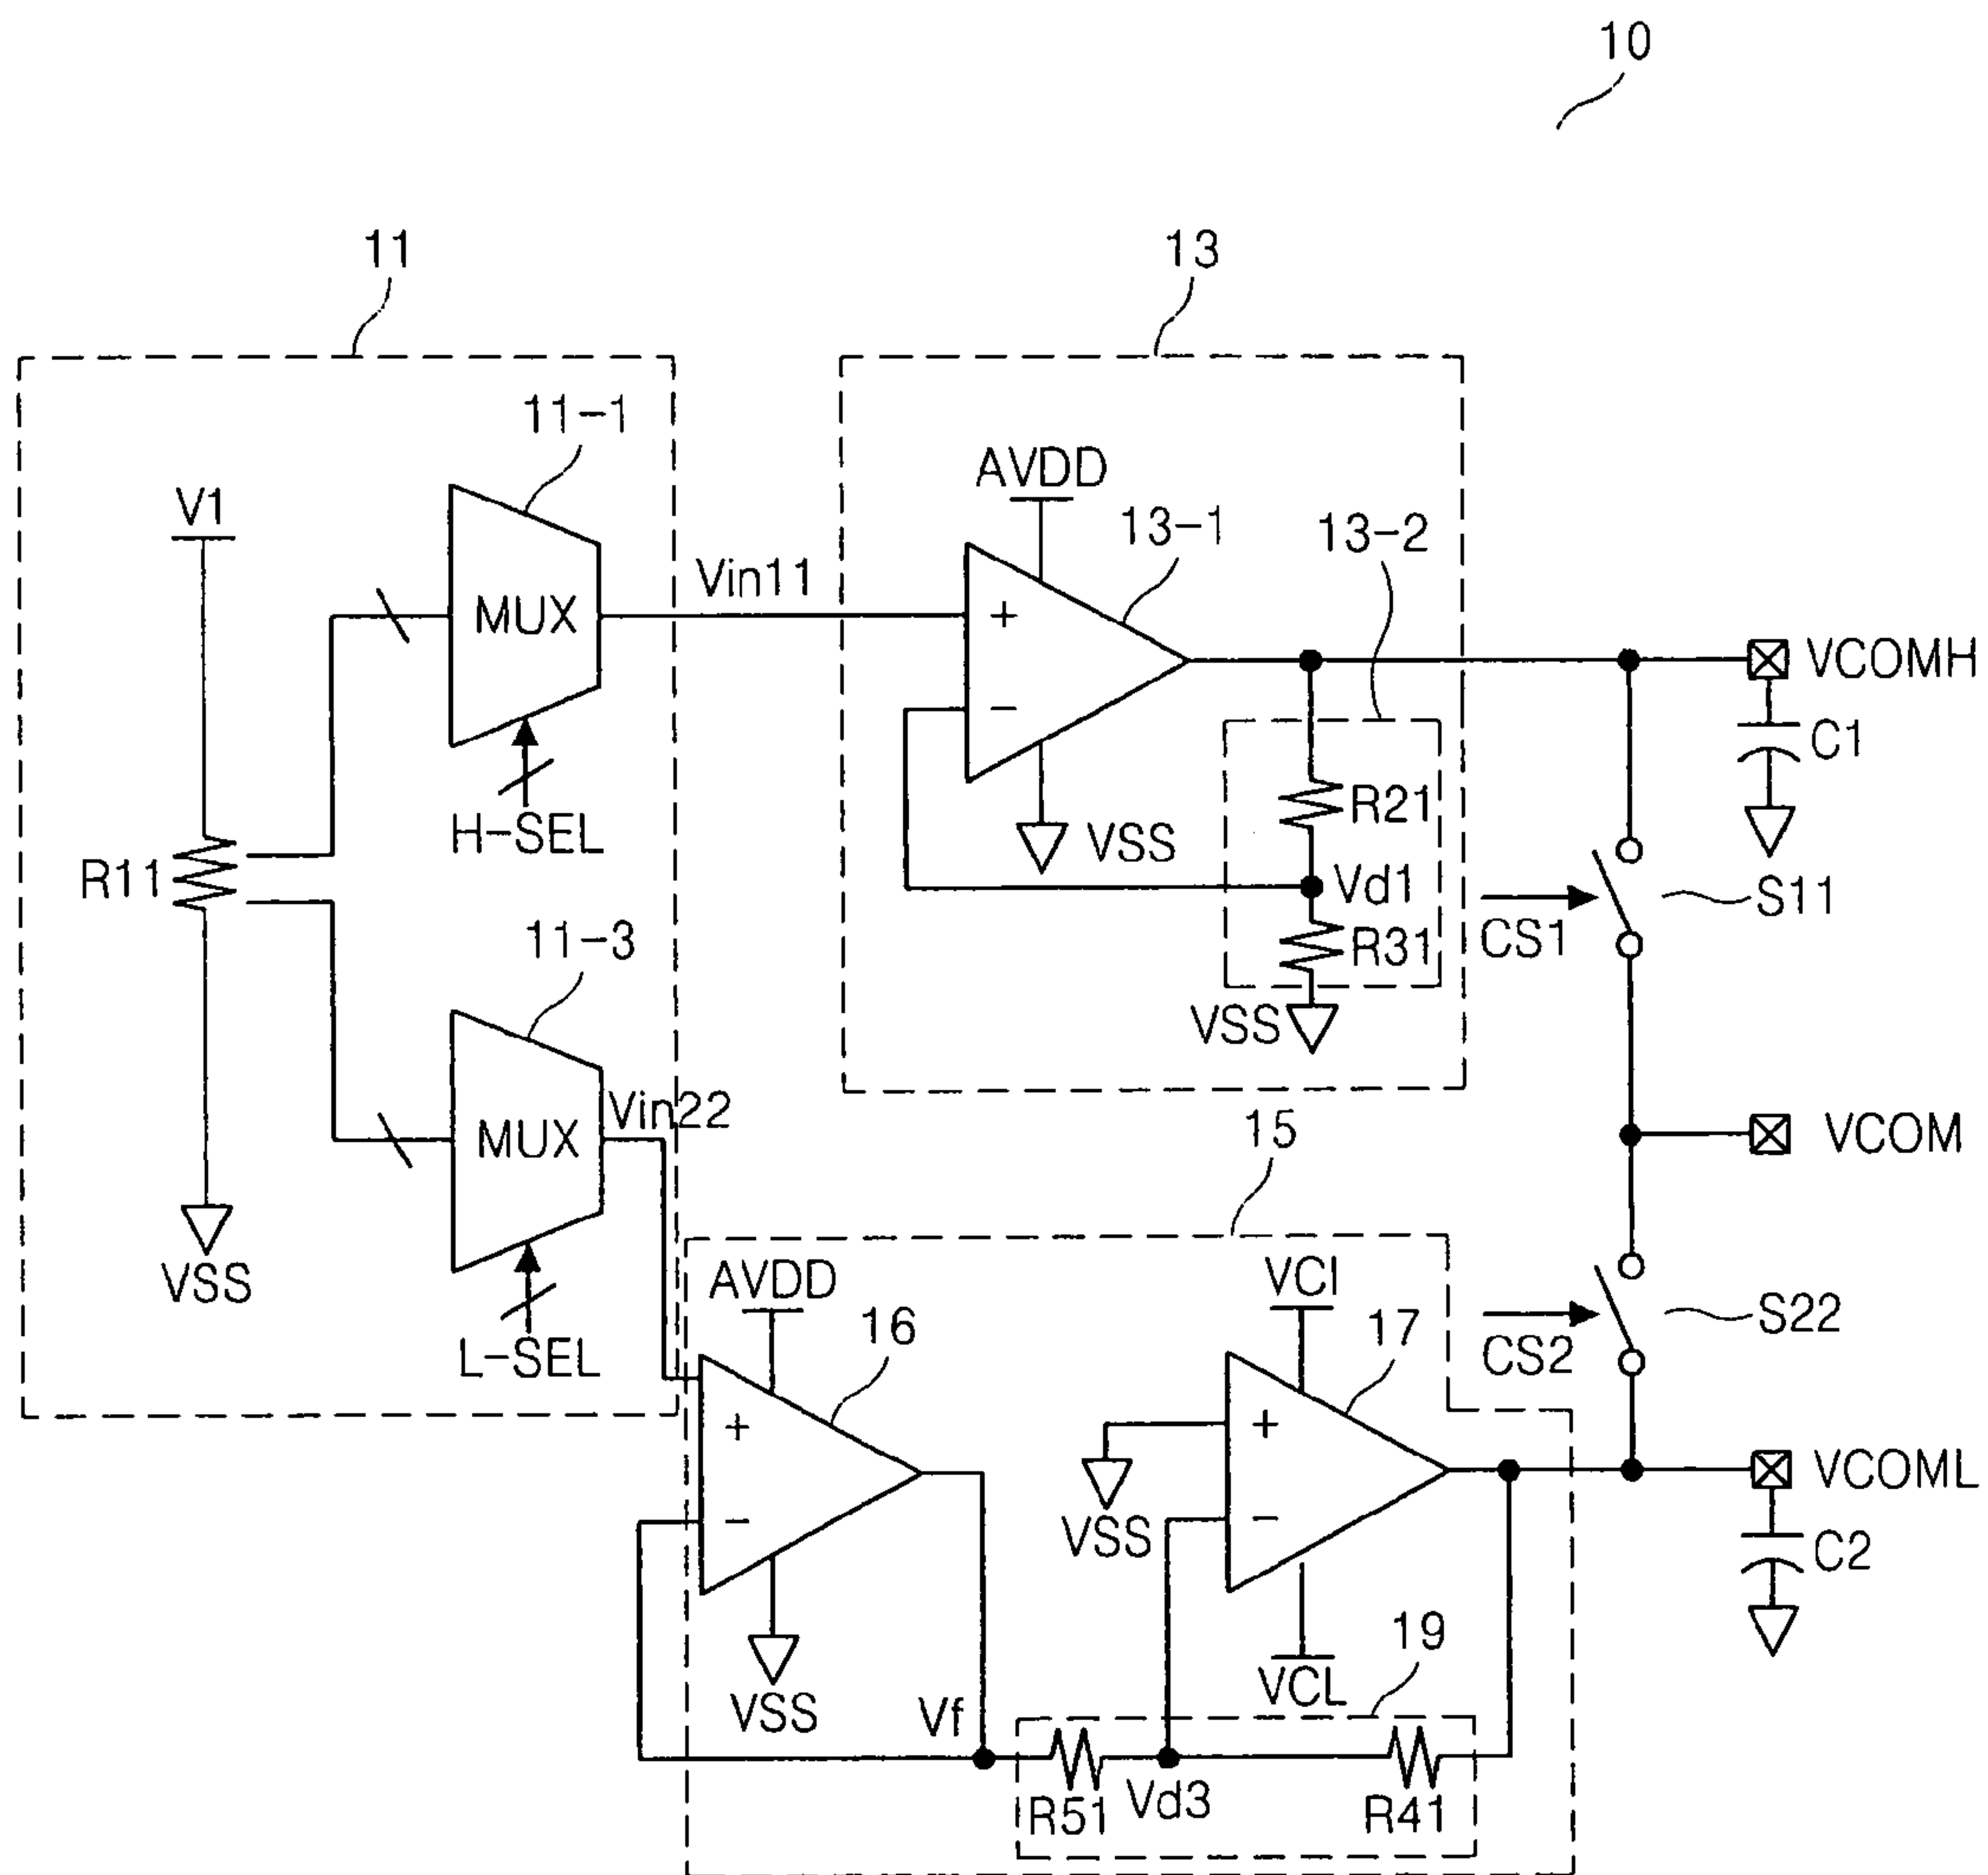 10
11
13
11-1
AVDD
13-1
13-2
V1
MUX
Vin11
+
−
VCOMH
C1
H-SEL
R11
VSS
R21
Vd1
R31
VSS
CS1
S11
11-3
VSS
MUX
Vin22
15
VCOM
L-SEL
AVDD
16
VCI
17
CS2
S22
+
−
VSS
+
−
VSS
VCL
19
VCOML
C2
Vf
R51
Vd3
R41